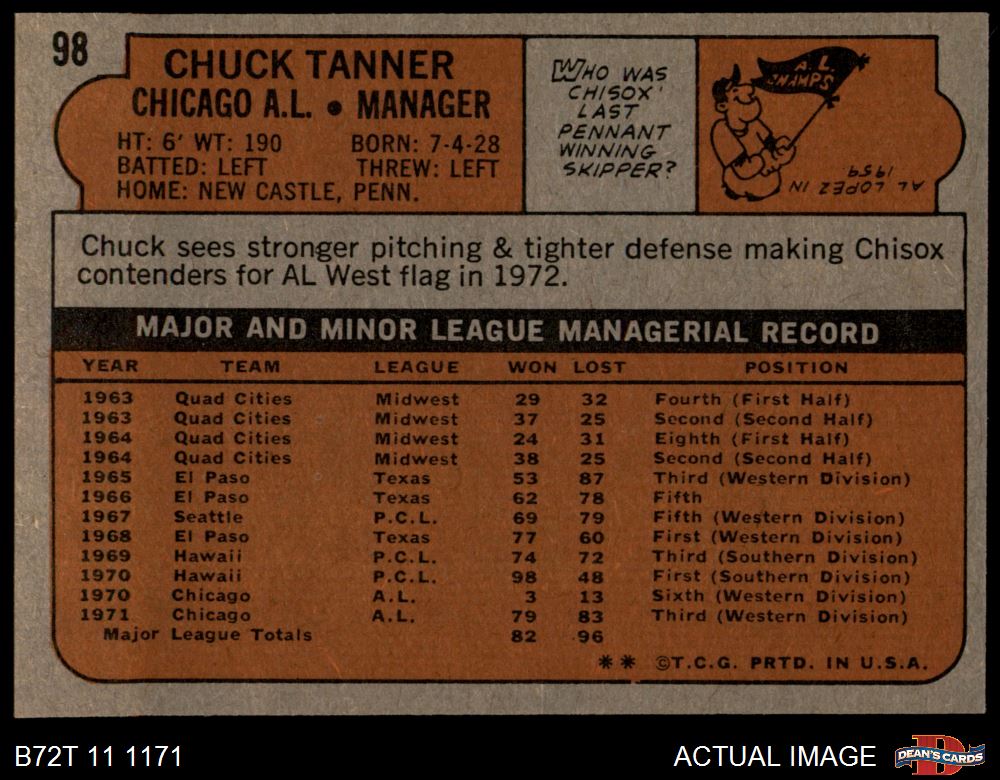 98
CHUCK TANNER
CHICAGO A.L. • MANAGER
HT: 6' WT: 190 BORN: 7-4-28
BATTED: LEFT THREW: LEFT
HOME: NEW CASTLE, PENN.
WHO WAS
CHISOX'
LAST
PENNANT
WINNING
SKIPPER?
A.L.
CHAMPS
AL LOPEZ IN
1959
Chuck sees stronger pitching & tighter defense making Chisox
contenders for AL West flag in 1972.
MAJOR AND MINOR LEAGUE MANAGERIAL RECORD
YEAR TEAM LEAGUE WON LOST POSITION
1963 Quad Cities Midwest 29 32 Fourth (First Half)
1963 Quad Cities Midwest 37 25 Second (Second Half)
1964 Quad Cities Midwest 24 31 Eighth (First Half)
1964 Quad Cities Midwest 38 25 Second (Second Half)
1965 El Paso Texas 53 87 Third (Western Division)
1966 El Paso Texas 62 78 Fifth
1967 Seattle P.C.L. 69 79 Fifth (Western Division)
1968 El Paso Texas 77 60 First (Western Division)
1969 Hawaii P.C.L. 74 72 Third (Southern Division)
1970 Hawaii P.C.L. 98 48 First (Southern Division)
1970 Chicago A.L. 3 13 Sixth (Western Division)
1971 Chicago A.L. 79 83 Third (Western Division)
Major League Totals 82 96
** ©T.C.G. PRTD. IN U.S.A.
B72T 11 1171
ACTUAL IMAGE
D
DEAN'S CARDS